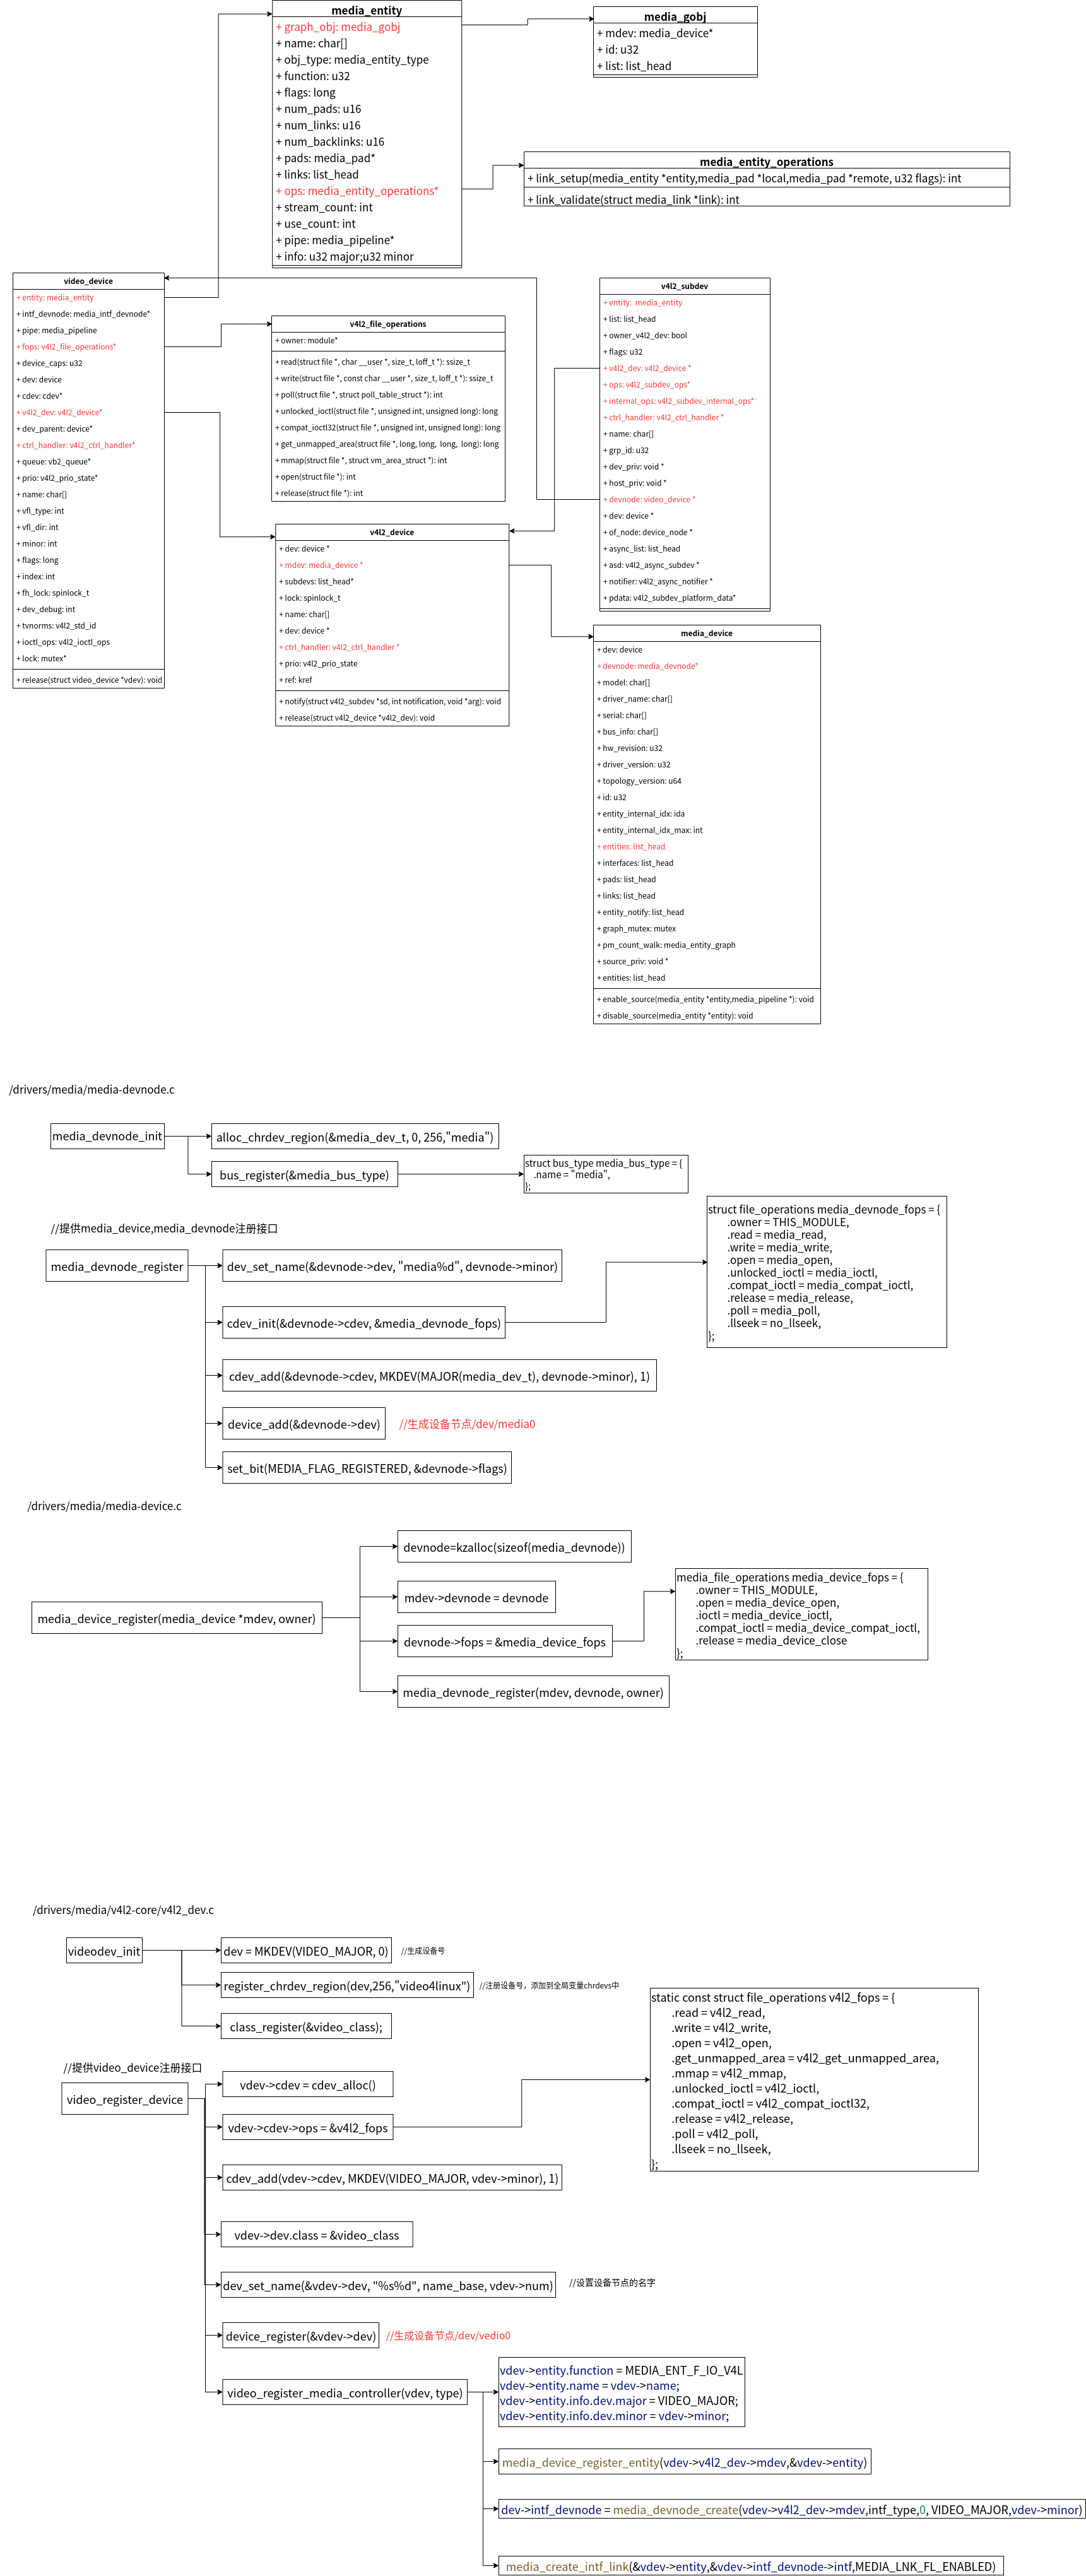 media_entity
+ graph_obj: media_gobj
+ name: char[]
+ obj_type: media_entity_type
+ function: u32
+ flags: long
+ num_pads: u16
+ num_links: u16
+ num_backlinks: u16
+ pads: media_pad*
+ links: list_head
+ ops: media_entity_operations*
+ stream_count: int
+ use_count: int
+ pipe: media_pipeline*
+ info: u32 major;u32 minor
media_gobj
+ mdev: media_device*
+ id: u32
+ list: list_head
media_entity_operations
+ link_setup(media_entity *entity,media_pad *local,media_pad *remote, u32 flags): int
+ link_validate(struct media_link *link): int
video_device
+ entity: media_entity
+ intf_devnode: media_intf_devnode*
+ pipe: media_pipeline
+ fops: v4l2_file_operations*
+ device_caps: u32
+ dev: device
+ cdev: cdev*
+ v4l2_dev: v4l2_device*
+ dev_parent: device*
+ ctrl_handler: v4l2_ctrl_handler*
+ queue: vb2_queue*
+ prio: v4l2_prio_state*
+ name: char[]
+ vfl_type: int
+ vfl_dir: int
+ minor: int
+ flags: long
+ index: int
+ fh_lock: spinlock_t
+ dev_debug: int
+ tvnorms: v4l2_std_id
+ ioctl_ops: v4l2_ioctl_ops
+ lock: mutex*
+ release(struct video_device *vdev): void
v4l2_file_operations
+ owner: module*
+ read(struct file *, char __user *, size_t, loff_t *): ssize_t
+ write(struct file *, const char __user *, size_t, loff_t *): ssize_t
+ poll(struct file *, struct poll_table_struct *): int
+ unlocked_ioctl(struct file *, unsigned int, unsigned long): long
+ compat_ioctl32(struct file *, unsigned int, unsigned long): long
+ get_unmapped_area(struct file *, long, long, long, long): long
+ mmap(struct file *, struct vm_area_struct *): int
+ open(struct file *): int
+ release(struct file *): int
v4l2_device
+ dev: device *
+ mdev: media_device *
+ subdevs: list_head*
+ lock: spinlock_t
+ name: char[]
+ dev: device *
+ ctrl_handler: v4l2_ctrl_handler *
+ prio: v4l2_prio_state
+ ref: kref
+ notify(struct v4l2_subdev *sd, int notification, void *arg): void
+ release(struct v4l2_device *v4l2_dev): void
v4l2_subdev
+ entity: media_entity
+ list: list_head
+ owner_v4l2_dev: bool
+ flags: u32
+ v4l2_dev: v4l2_device *
+ ops: v4l2_subdev_ops*
+ internal_ops: v4l2_subdev_internal_ops*
+ ctrl_handler: v4l2_ctrl_handler *
+ name: char[]
+ grp_id: u32
+ dev_priv: void *
+ host_priv: void *
+ devnode: video_device *
+ dev: device *
+ of_node: device_node *
+ async_list: list_head
+ asd: v4l2_async_subdev *
+ notifier: v4l2_async_notifier *
+ pdata: v4l2_subdev_platform_data*
media_device
+ dev: device
+ devnode: media_devnode*
+ model: char[]
+ driver_name: char[]
+ serial: char[]
+ bus_info: char[]
+ hw_revision: u32
+ driver_version: u32
+ topology_version: u64
+ id: u32
+ entity_internal_idx: ida
+ entity_internal_idx_max: int
+ entities: list_head
+ interfaces: list_head
+ pads: list_head
+ links: list_head
+ entity_notify: list_head
+ graph_mutex: mutex
+ pm_count_walk: media_entity_graph
+ source_priv: void *
+ entities: list_head
+ enable_source(media_entity *entity,media_pipeline *): void
+ disable_source(media_entity *entity): void
/drivers/media/media-devnode.c
media_devnode_init
alloc_chrdev_region(&media_dev_t, 0, 256,"media")
bus_register(&media_bus_type)
struct bus_type media_bus_type = {
.name = "media",
};
//提供media_device,media_devnode注册接口
media_devnode_register
dev_set_name(&devnode->dev, "media%d", devnode->minor)
cdev_init(&devnode->cdev, &media_devnode_fops)
cdev_add(&devnode->cdev, MKDEV(MAJOR(media_dev_t), devnode->minor), 1)
device_add(&devnode->dev)
//生成设备节点/dev/media0
set_bit(MEDIA_FLAG_REGISTERED, &devnode->flags)
struct file_operations media_devnode_fops = {
.owner = THIS_MODULE,
.read = media_read,
.write = media_write,
.open = media_open,
.unlocked_ioctl = media_ioctl,
.compat_ioctl = media_compat_ioctl,
.release = media_release,
.poll = media_poll,
.llseek = no_llseek,
};
/drivers/media/media-device.c
media_device_register(media_device *mdev, owner)
devnode=kzalloc(sizeof(media_devnode))
mdev->devnode = devnode
devnode->fops = &media_device_fops
media_devnode_register(mdev, devnode, owner)
media_file_operations media_device_fops = {
.owner = THIS_MODULE,
.open = media_device_open,
.ioctl = media_device_ioctl,
.compat_ioctl = media_device_compat_ioctl,
.release = media_device_close
};
/drivers/media/v4l2-core/v4l2_dev.c
videodev_init
dev = MKDEV(VIDEO_MAJOR, 0)
//生成设备号
register_chrdev_region(dev,256,"video4linux")
//注册设备号，添加到全局变量chrdevs中
class_register(&video_class);
//提供video_device注册接口
video_register_device
vdev->cdev = cdev_alloc()
vdev->cdev->ops = &v4l2_fops
cdev_add(vdev->cdev, MKDEV(VIDEO_MAJOR, vdev->minor), 1)
vdev->dev.class = &video_class
dev_set_name(&vdev->dev, "%s%d", name_base, vdev->num)
//设置设备节点的名字
device_register(&vdev->dev)
//生成设备节点/dev/vedio0
video_register_media_controller(vdev, type)
static const struct file_operations v4l2_fops = {
.read = v4l2_read,
.write = v4l2_write,
.open = v4l2_open,
.get_unmapped_area = v4l2_get_unmapped_area,
.mmap = v4l2_mmap,
.unlocked_ioctl = v4l2_ioctl,
.compat_ioctl = v4l2_compat_ioctl32,
.release = v4l2_release,
.poll = v4l2_poll,
.llseek = no_llseek,
};
vdev->entity.function = MEDIA_ENT_F_IO_V4L
vdev->entity.name = vdev->name;
vdev->entity.info.dev.major = VIDEO_MAJOR;
vdev->entity.info.dev.minor = vdev->minor;
media_device_register_entity(vdev->v4l2_dev->mdev,&vdev->entity)
dev->intf_devnode = media_devnode_create(vdev->v4l2_dev->mdev,intf_type,0, VIDEO_MAJOR,vdev->minor)
media_create_intf_link(&vdev->entity,&vdev->intf_devnode->intf,MEDIA_LNK_FL_ENABLED)